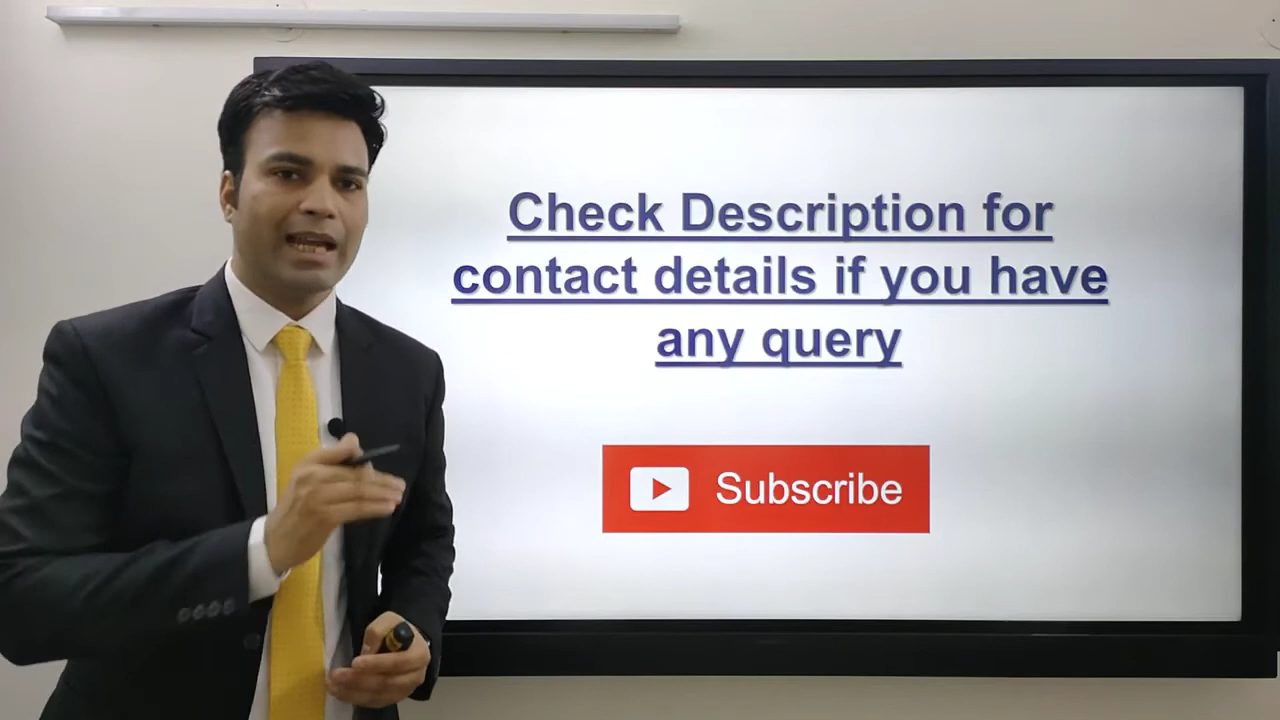 Check Description for
contact details if you have
any query
Subscribe